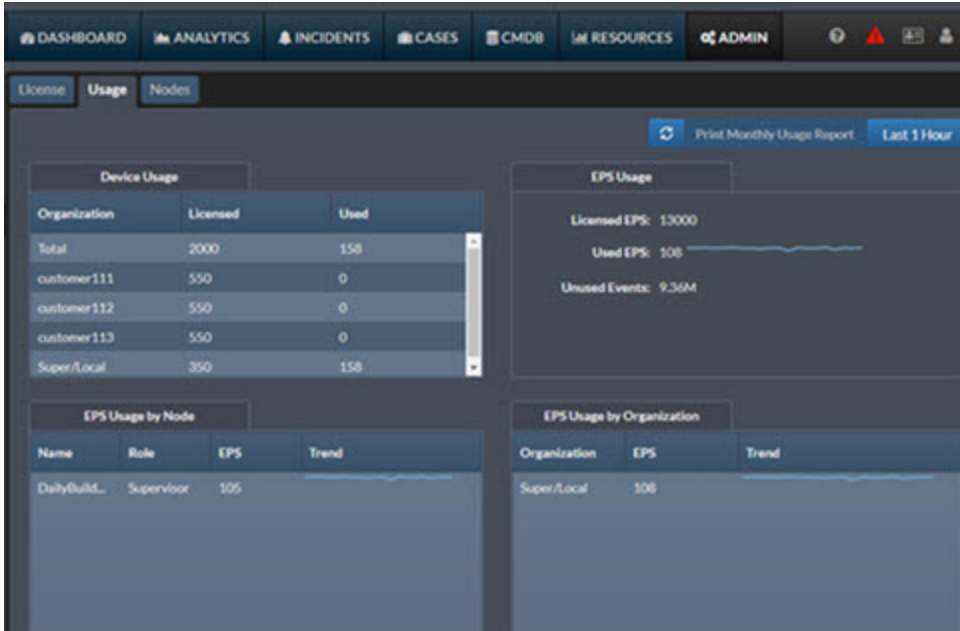 DASHBOARD ANALYTICS INCIDENTS CASES CMDB RESOURCES ADMIN
License Usage Nodes
Print Monthly Usage Report Last 1 Hour
Device Usage
Organization Licensed Used
Total 2000 158
customer111 550 0
customer112 550 0
customer113 550 0
Super/Local 350 158
EPS Usage
Licensed EPS: 13000
Used EPS: 108
Unused Events: 9.36M
EPS Usage by Node
Name Role EPS Trend
DailyBuild... Supervisor 105
EPS Usage by Organization
Organization EPS Trend
Super/Local 108